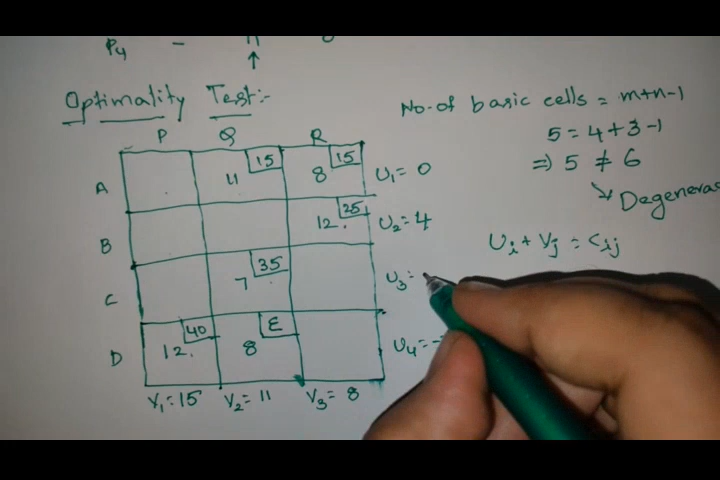 P4 -
Optimality Test:-
No. of basic cells = m+n-1
5 = 4+3-1
⇒ 5 ≠ 6
Degeneracy
P Q R
A 11 15 8 15 U1 = 0
B 12. 25 U2 = 4
Ui + Vj = Cij
C 7 35 U3 =
D 12. 40 8 ε U4 = -
V1 = 15 V2 = 11 V3 = 8